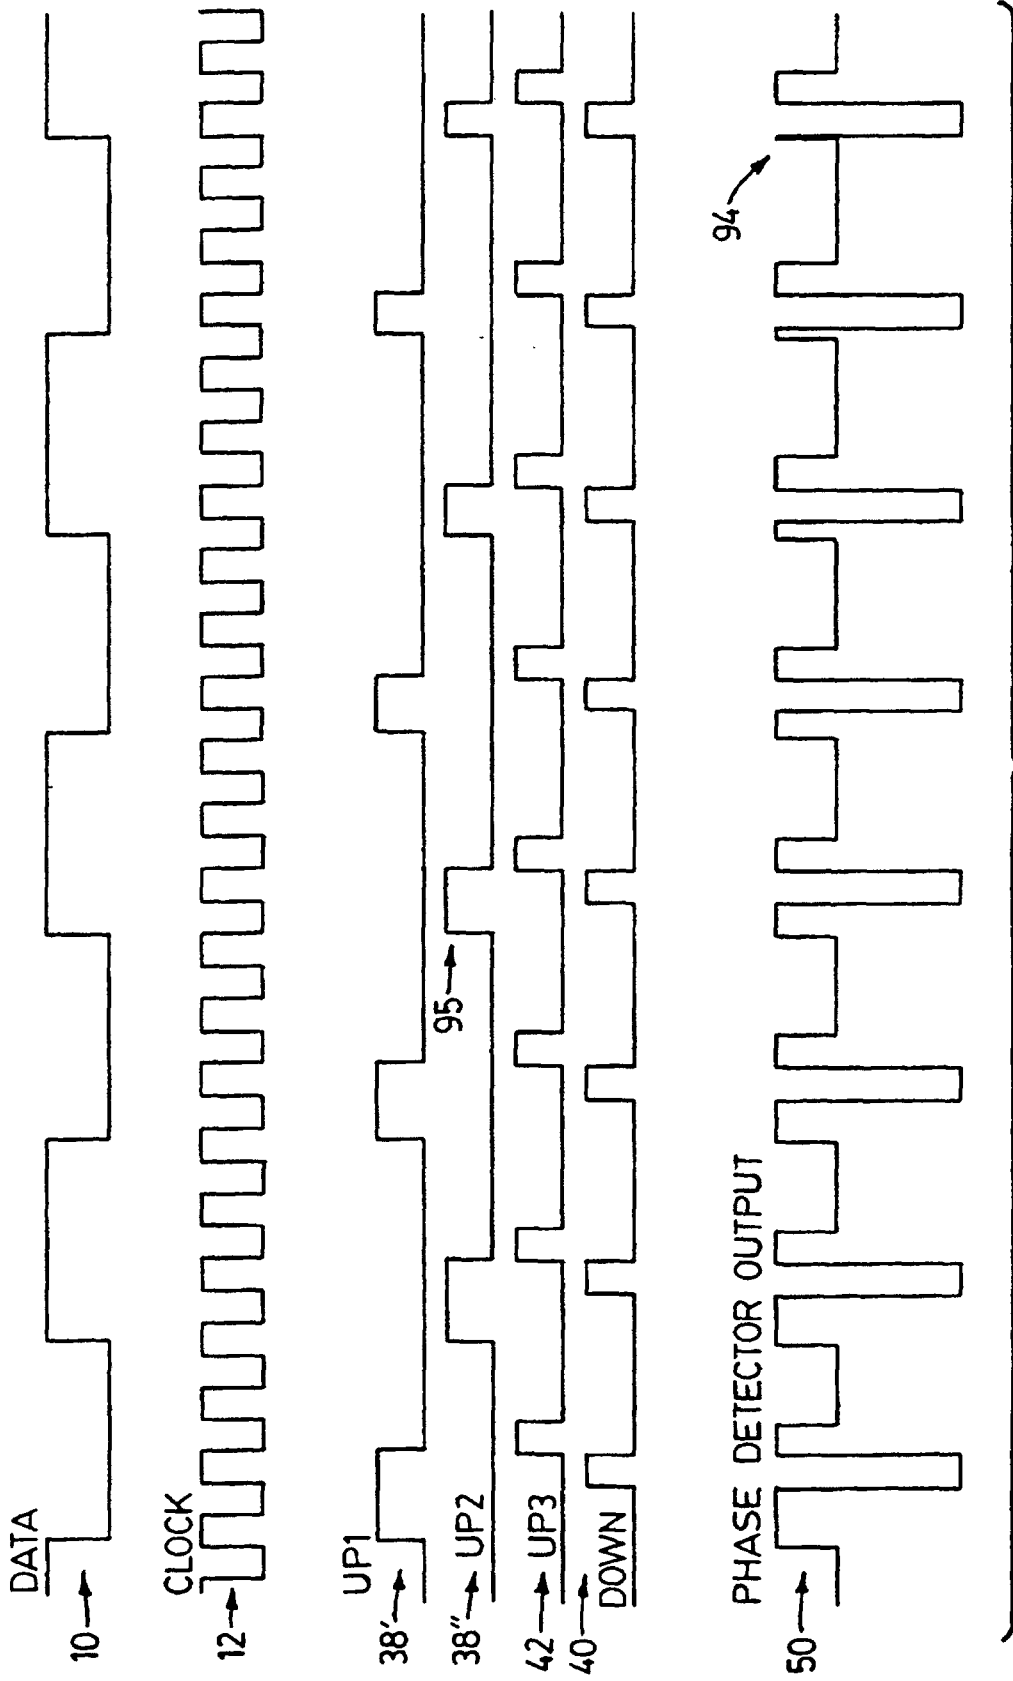 DATA
10
CLOCK
12
UP1
38'
38" UP2
42 UP3
40
DOWN
95
PHASE DETECTOR OUTPUT
50
94